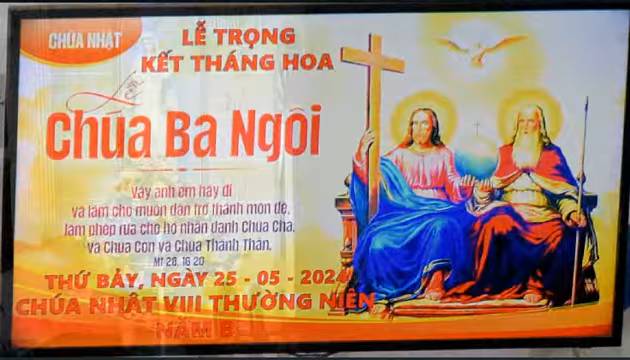 CHÚA NHẬT
LỄ TRỌNG
KẾT THÁNG HOA
Lễ
Chúa Ba Ngôi
Vậy anh em hãy đi
và làm cho muôn dân trở thành môn đệ,
làm phép rửa cho họ nhân danh Chúa Cha,
và Chúa Con và Chúa Thánh Thần.
Mt 28, 16 20
THỨ BẢY, NGÀY 25 - 05 - 2024
CHÚA NHẬT VIII THƯỜNG NIÊN
NĂM B